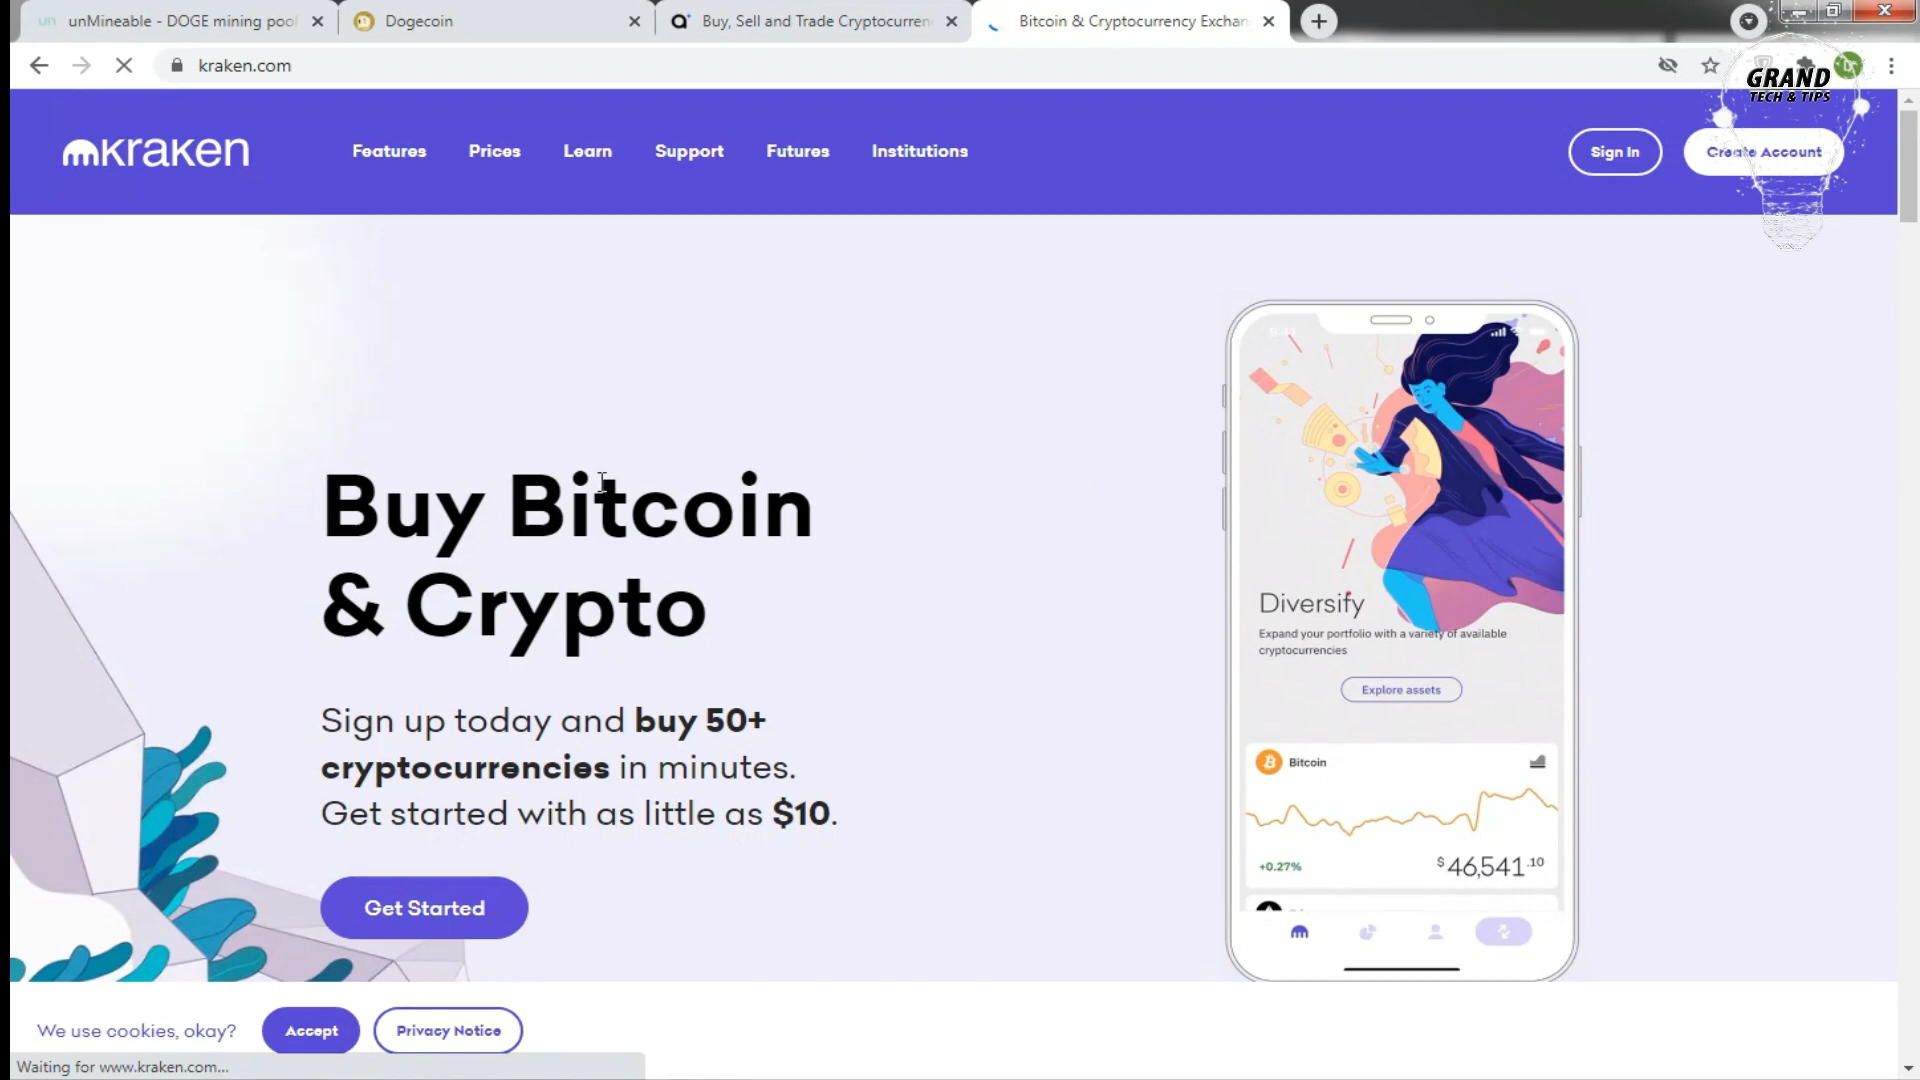 un unMineable - DOGE mining pool
Dogecoin
Buy, Sell and Trade Cryptocurren
Bitcoin & Cryptocurrency Exchan
kraken.com
GRAND
TECH & TIPS
mKraKen
Features
Prices
Learn
Support
Futures
Institutions
Sign In
Create Account
Buy Bitcoin
& Crypto
Sign up today and buy 50+
cryptocurrencies in minutes.
Get started with as little as $10.
Get Started
9:41
Diversify
Expand your portfolio with a variety of available
cryptocurrencies
Explore assets
Bitcoin
+0.27%
$46,541.10
We use cookies, okay?
Accept
Privacy Notice
Waiting for www.kraken.com...